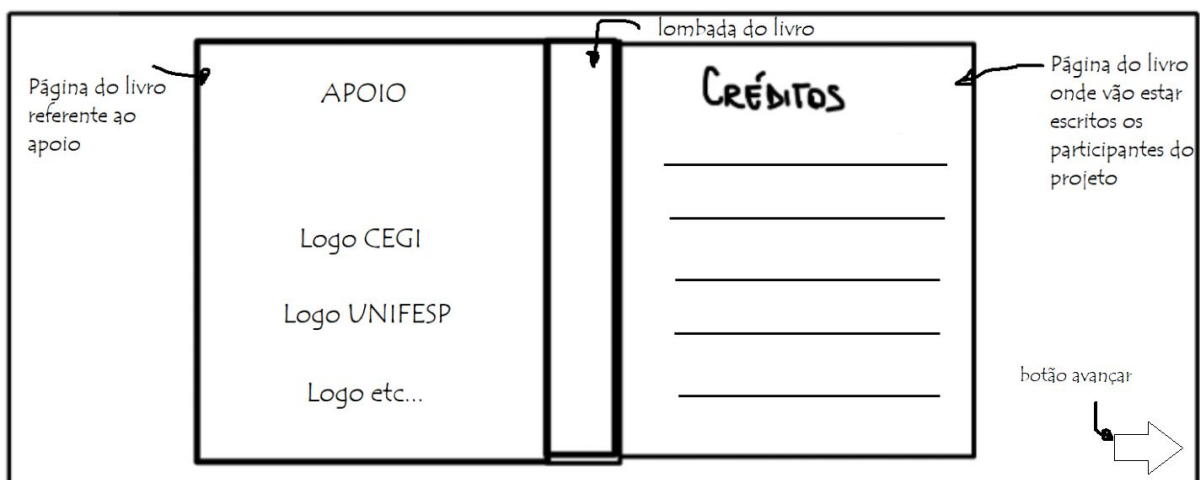 lombada do livro
Página do livro
referente ao
apoio
APOIO
Logo CEGI
Logo UNIFESP
Logo etc...
CRÉDITOS
Página do livro
onde vão estar
escritos os
participantes do
projeto
botão avançar